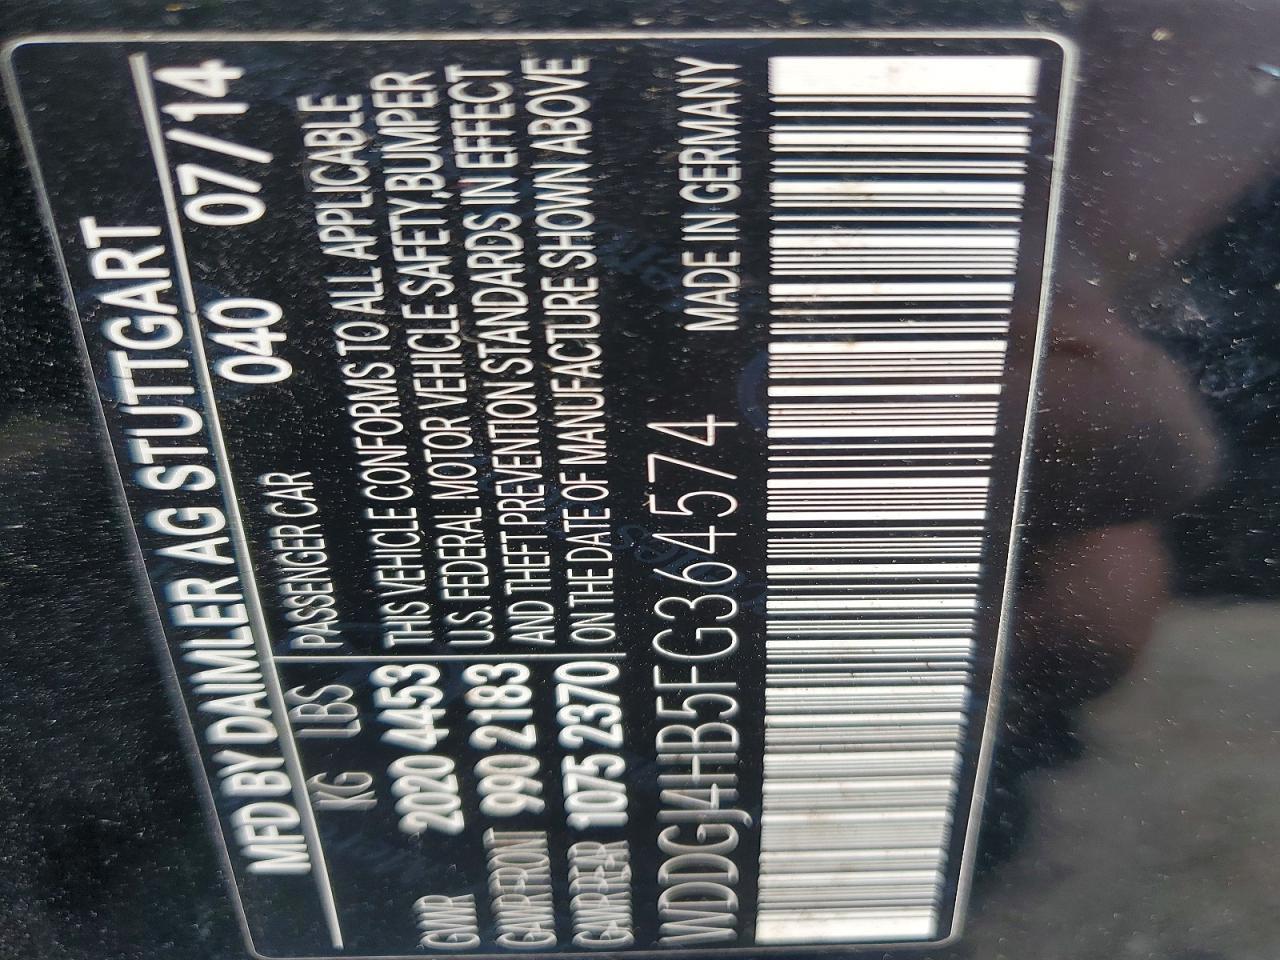 MFD BY DAIMLER AG STUTTGART
040 07/14
PASSENGER CAR
KG LBS
GVWR 2020 4453
GAWR FRONT 990 2183
GAWR REAR 1075 2370
THIS VEHICLE CONFORMS TO ALL APPLICABLE
U.S. FEDERAL MOTOR VEHICLE SAFETY,BUMPER
AND THEFT PREVENTION STANDARDS IN EFFECT
ON THE DATE OF MANUFACTURE SHOWN ABOVE
WDDGJ4HB5FG364574 MADE IN GERMANY